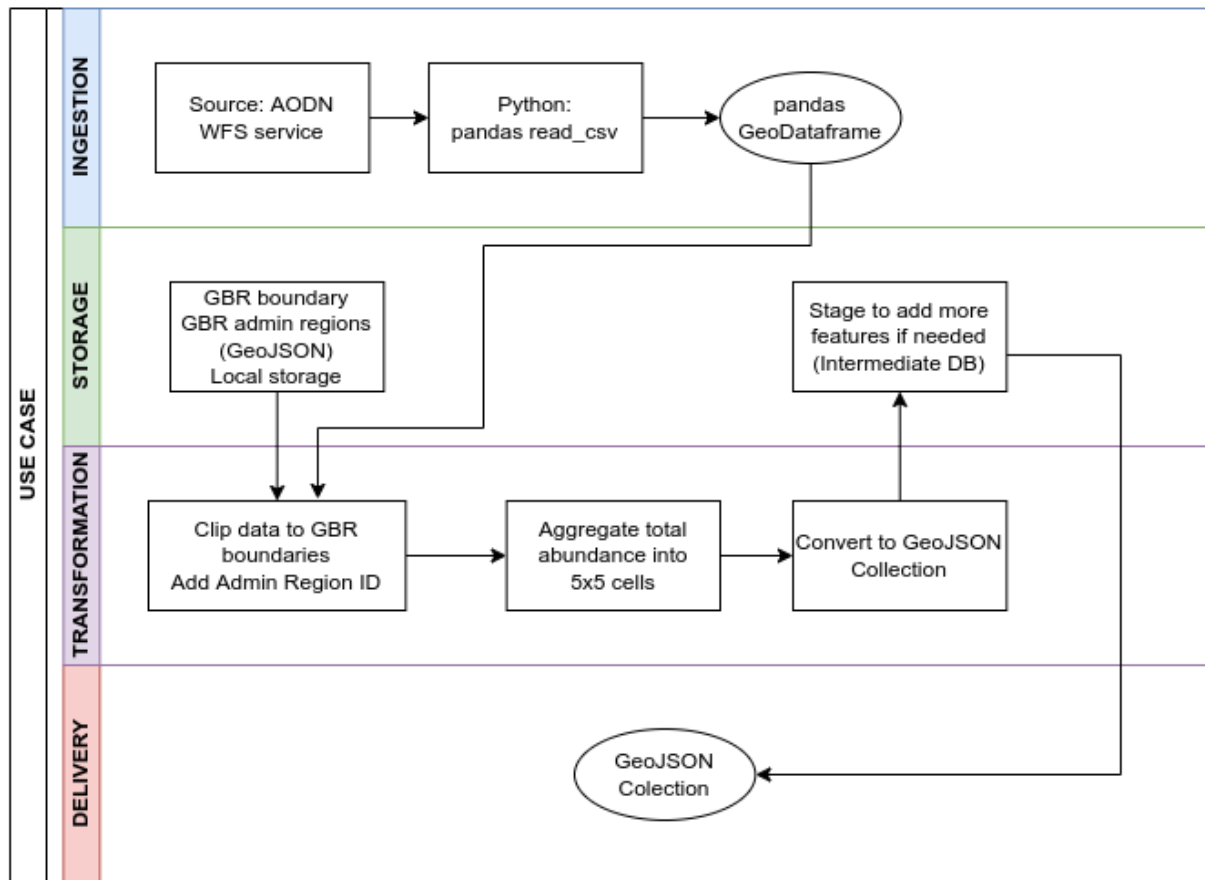 USE CASE
INGESTION
Source: AODN
WFS service
Python:
pandas read_csv
pandas
GeoDataframe
STORAGE
GBR boundary
GBR admin regions
(GeoJSON)
Local storage
Stage to add more
features if needed
(Intermediate DB)
TRANSFORMATION
Clip data to GBR
boundaries
Add Admin Region ID
Aggregate total
abundance into
5x5 cells
Convert to GeoJSON
Collection
DELIVERY
GeoJSON
Colection